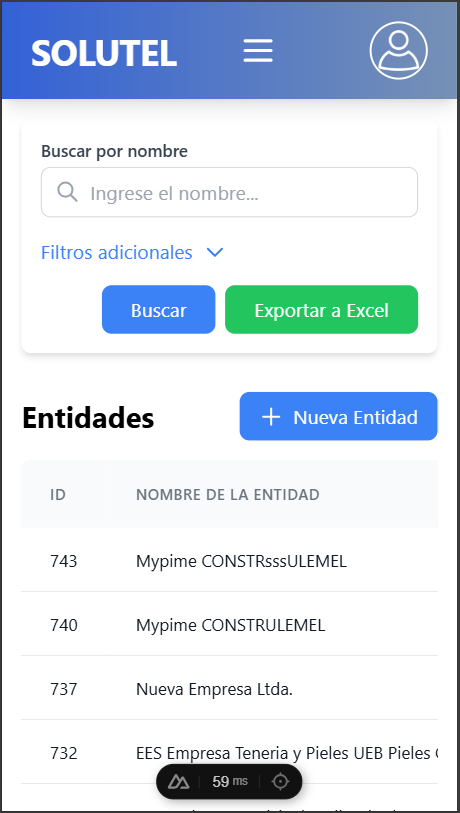 SOLUTEL
Buscar por nombre
Ingrese el nombre...
Filtros adicionales
Buscar Exportar a Excel
Entidades + Nueva Entidad
ID NOMBRE DE LA ENTIDAD
743 Mypime CONSTRsssULEMEL
740 Mypime CONSTRULEMEL
737 Nueva Empresa Ltda.
732 EES Empresa Teneria y Pieles UEB Pieles
59 ms